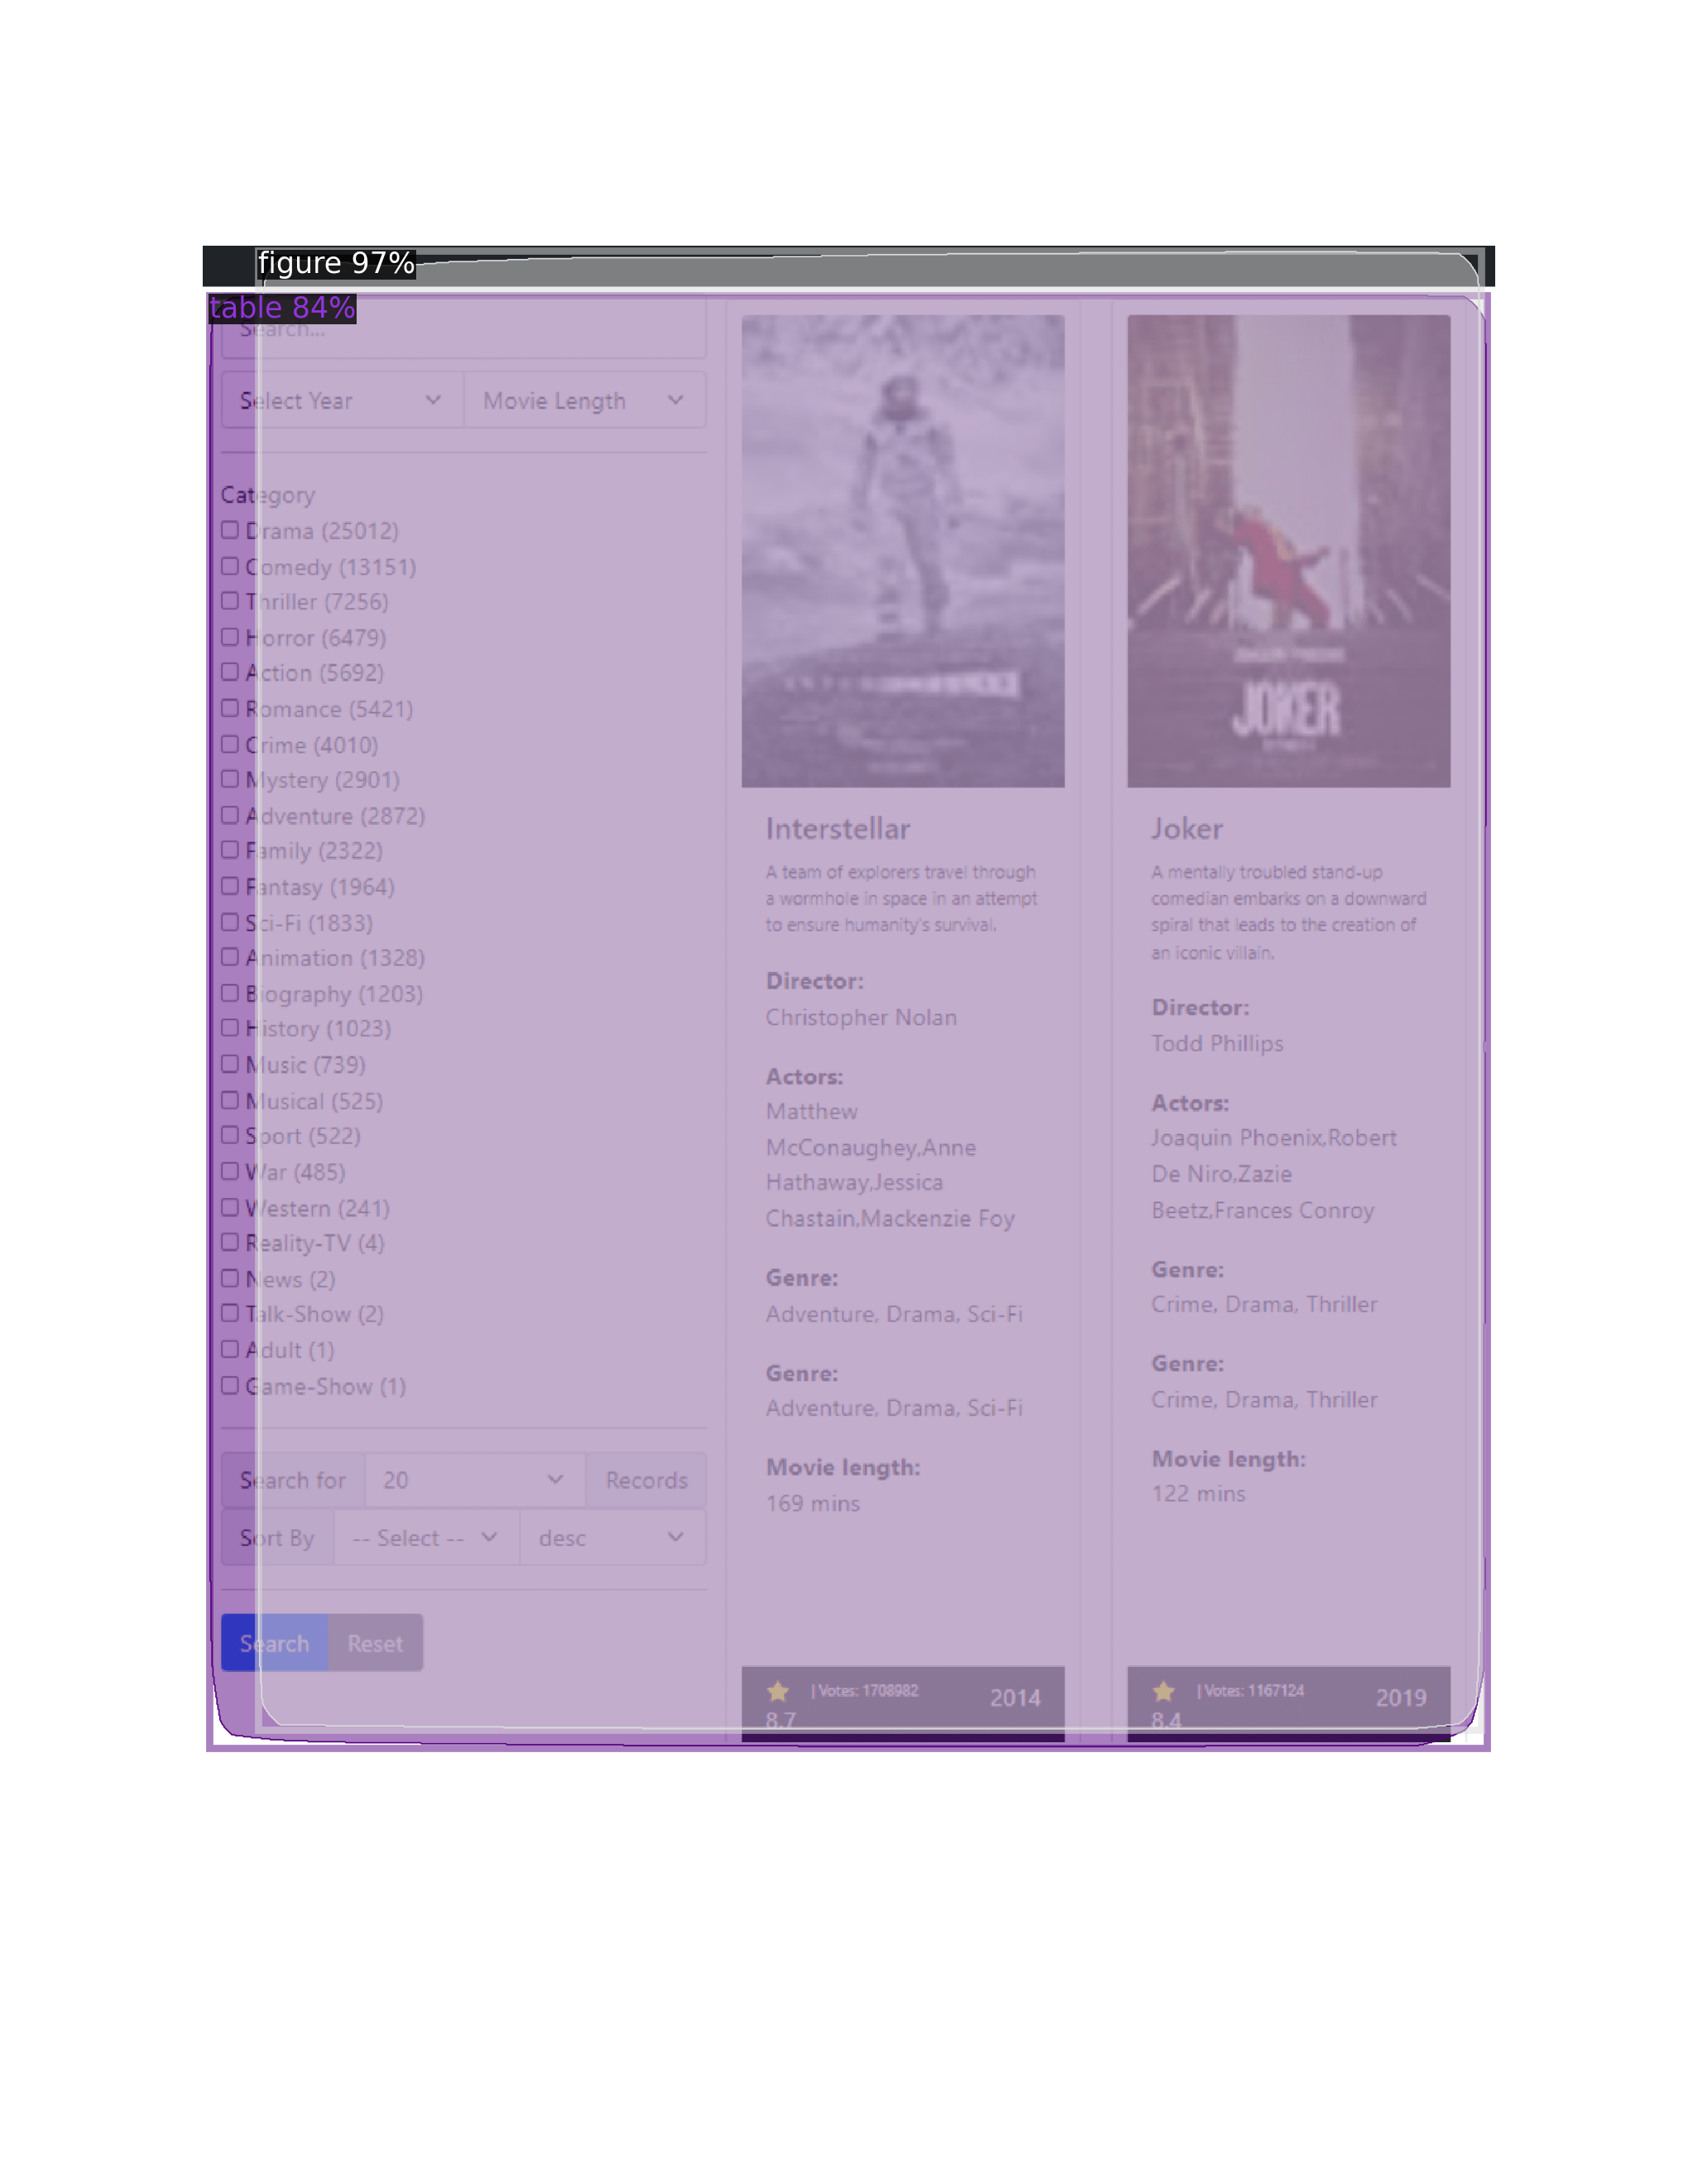 figure 97%
table 84%
Search...
Select Year
Movie Length
Category
Drama (25012)
Comedy (13151)
Thriller (7256)
Horror (6479)
Action (5692)
Romance (5421)
Crime (4010)
Mystery (2901)
Adventure (2872)
Family (2322)
Fantasy (1964)
Sci-Fi (1833)
Animation (1328)
Biography (1203)
History (1023)
Music (739)
Musical (525)
Sport (522)
War (485)
Western (241)
Reality-TV (4)
News (2)
Talk-Show (2)
Adult (1)
Game-Show (1)
Search for 20 Records
Sort By -- Select -- desc
Search Reset
Interstellar
A team of explorers travel through
a wormhole in space in an attempt
to ensure humanity's survival.
Director:
Christopher Nolan
Actors:
Matthew
McConaughey,Anne
Hathaway,Jessica
Chastain,Mackenzie Foy
Genre:
Adventure, Drama, Sci-Fi
Genre:
Adventure, Drama, Sci-Fi
Movie length:
169 mins
| Votes: 1708982 2014
8.7
JOKER
Joker
A mentally troubled stand-up
comedian embarks on a downward
spiral that leads to the creation of
an iconic villain.
Director:
Todd Phillips
Actors:
Joaquin Phoenix,Robert
De Niro,Zazie
Beetz,Frances Conroy
Genre:
Crime, Drama, Thriller
Genre:
Crime, Drama, Thriller
Movie length:
122 mins
| Votes: 1167124 2019
8.4